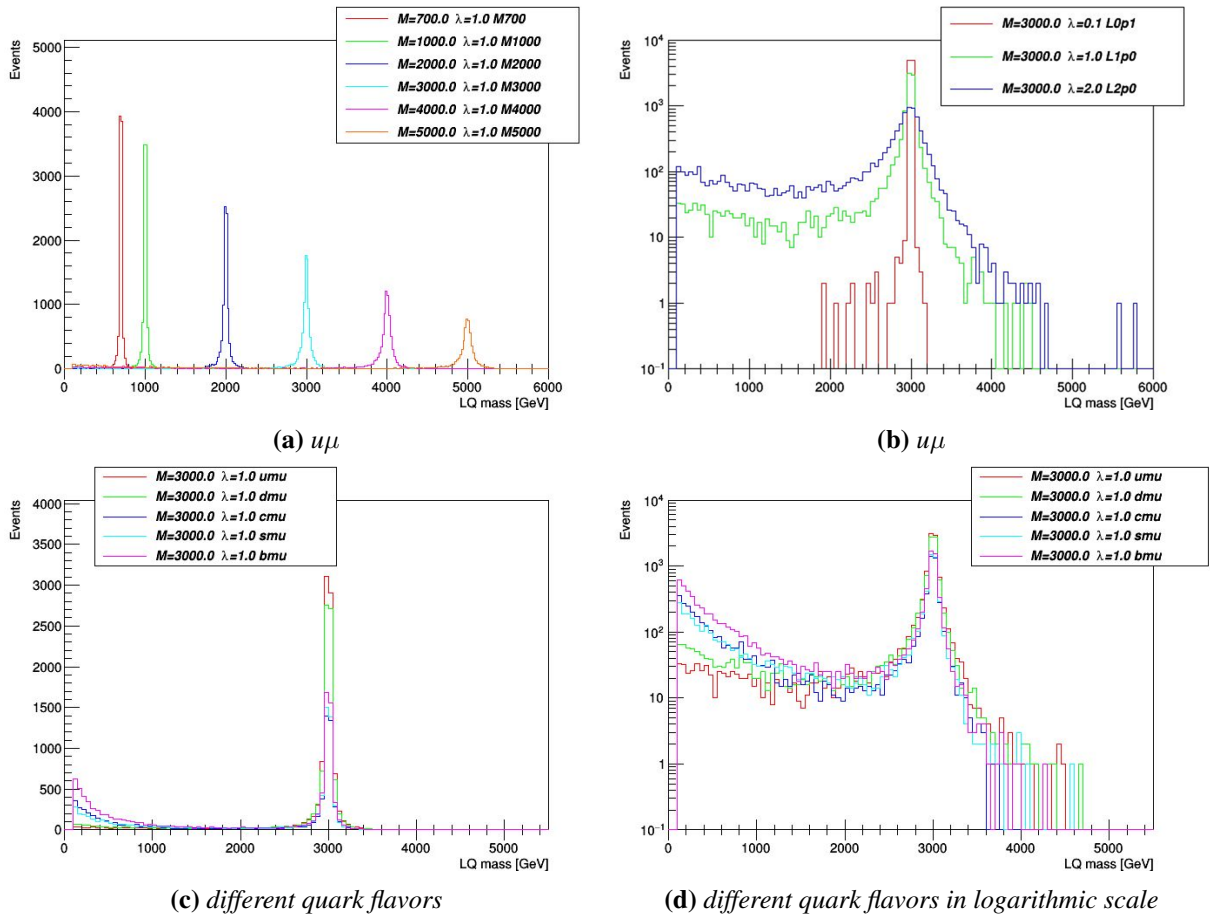 M=700.0 λ=1.0 M700
M=1000.0 λ=1.0 M1000
M=2000.0 λ=1.0 M2000
M=3000.0 λ=1.0 M3000
M=4000.0 λ=1.0 M4000
M=5000.0 λ=1.0 M5000
Events
5000
4000
3000
2000
1000
0
0 1000 2000 3000 4000 5000 6000
LQ mass [GeV]
(a) uμ
M=3000.0 λ=0.1 L0p1
M=3000.0 λ=1.0 L1p0
M=3000.0 λ=2.0 L2p0
Events
10⁴
10³
10²
10
1
10⁻¹
0 1000 2000 3000 4000 5000 6000
LQ mass [GeV]
(b) uμ
M=3000.0 λ=1.0 umu
M=3000.0 λ=1.0 dmu
M=3000.0 λ=1.0 cmu
M=3000.0 λ=1.0 smu
M=3000.0 λ=1.0 bmu
Events
4000
3500
3000
2500
2000
1500
1000
500
0
0 1000 2000 3000 4000 5000
LQ mass [GeV]
(c) different quark flavors
M=3000.0 λ=1.0 umu
M=3000.0 λ=1.0 dmu
M=3000.0 λ=1.0 cmu
M=3000.0 λ=1.0 smu
M=3000.0 λ=1.0 bmu
Events
10⁴
10³
10²
10
1
10⁻¹
0 1000 2000 3000 4000 5000
LQ mass [GeV]
(d) different quark flavors in logarithmic scale